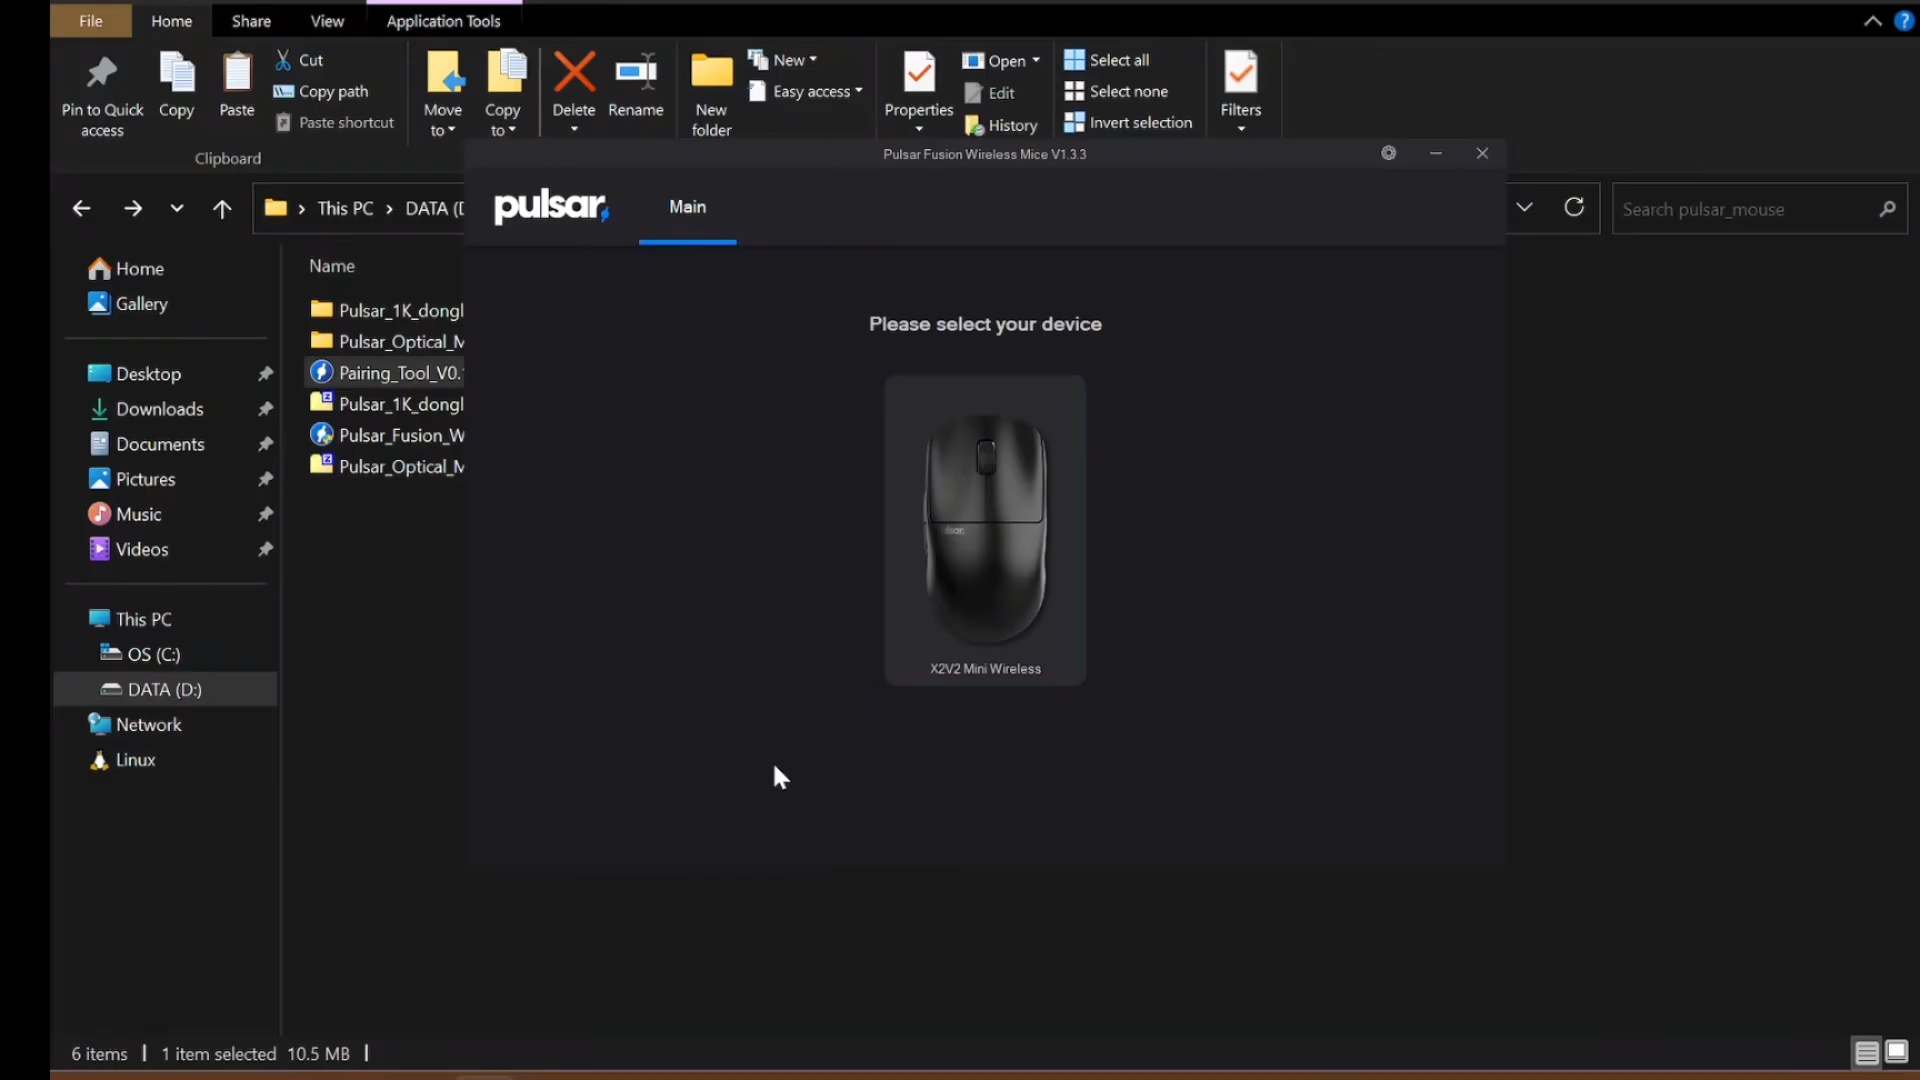 File Home Share View Application Tools
Pin to Quick access
Copy
Paste
Cut
Copy path
Paste shortcut
Clipboard
Move to
Copy to
Delete
Rename
New folder
New
Easy access
Properties
Open
Edit
History
Select all
Select none
Invert selection
Filters
Pulsar Fusion Wireless Mice V1.3.3
This PC > DATA (D
Search pulsar_mouse
pulsar
Main
Home
Gallery
Desktop
Downloads
Documents
Pictures
Music
Videos
This PC
OS (C:)
DATA (D:)
Network
Linux
Name
Pulsar_1K_dongl
Pulsar_Optical_M
Pairing_Tool_V0.
Pulsar_1K_dongl
Pulsar_Fusion_W
Pulsar_Optical_M
Please select your device
X2V2 Mini Wireless
6 items | 1 item selected 10.5 MB |